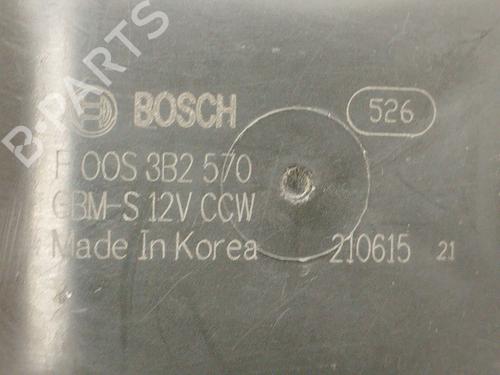 BOSCH 526
F 00S 3B2 570
GBM-S 12V CCW
Made In Korea 210615 21
B-PARTS